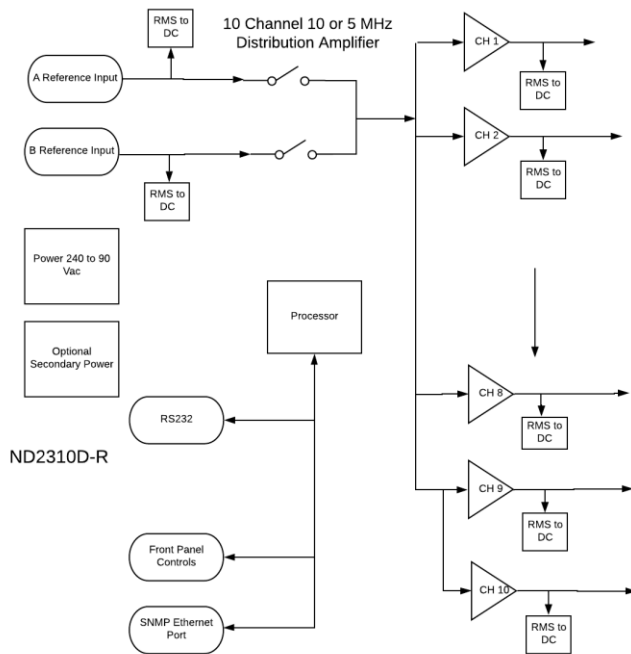 10 Channel 10 or 5 MHz
Distribution Amplifier
RMS to
DC
A Reference Input
B Reference Input
RMS to
DC
CH 1
RMS to
DC
CH 2
RMS to
DC
Power 240 to 90
Vac
Optional
Secondary Power
Processor
RS232
ND2310D-R
Front Panel
Controls
SNMP Ethernet
Port
CH 8
RMS to
DC
CH 9
RMS to
DC
CH 10
RMS to
DC